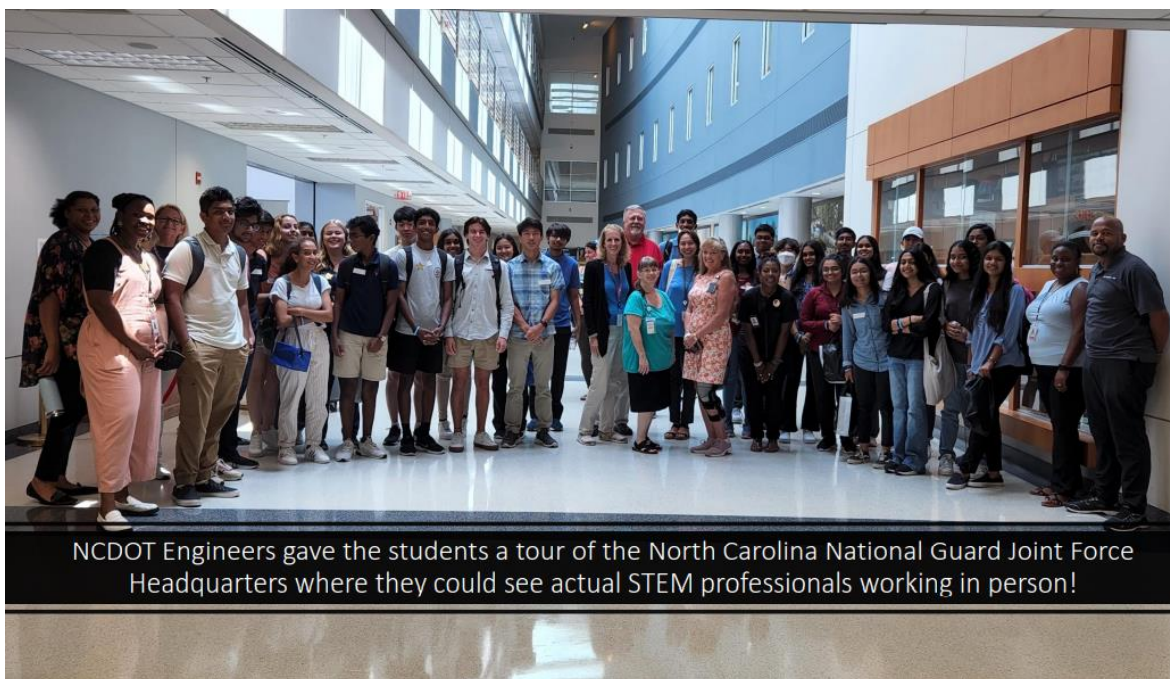 NCDOT Engineers gave the students a tour of the North Carolina National Guard Joint Force
Headquarters where they could see actual STEM professionals working in person!